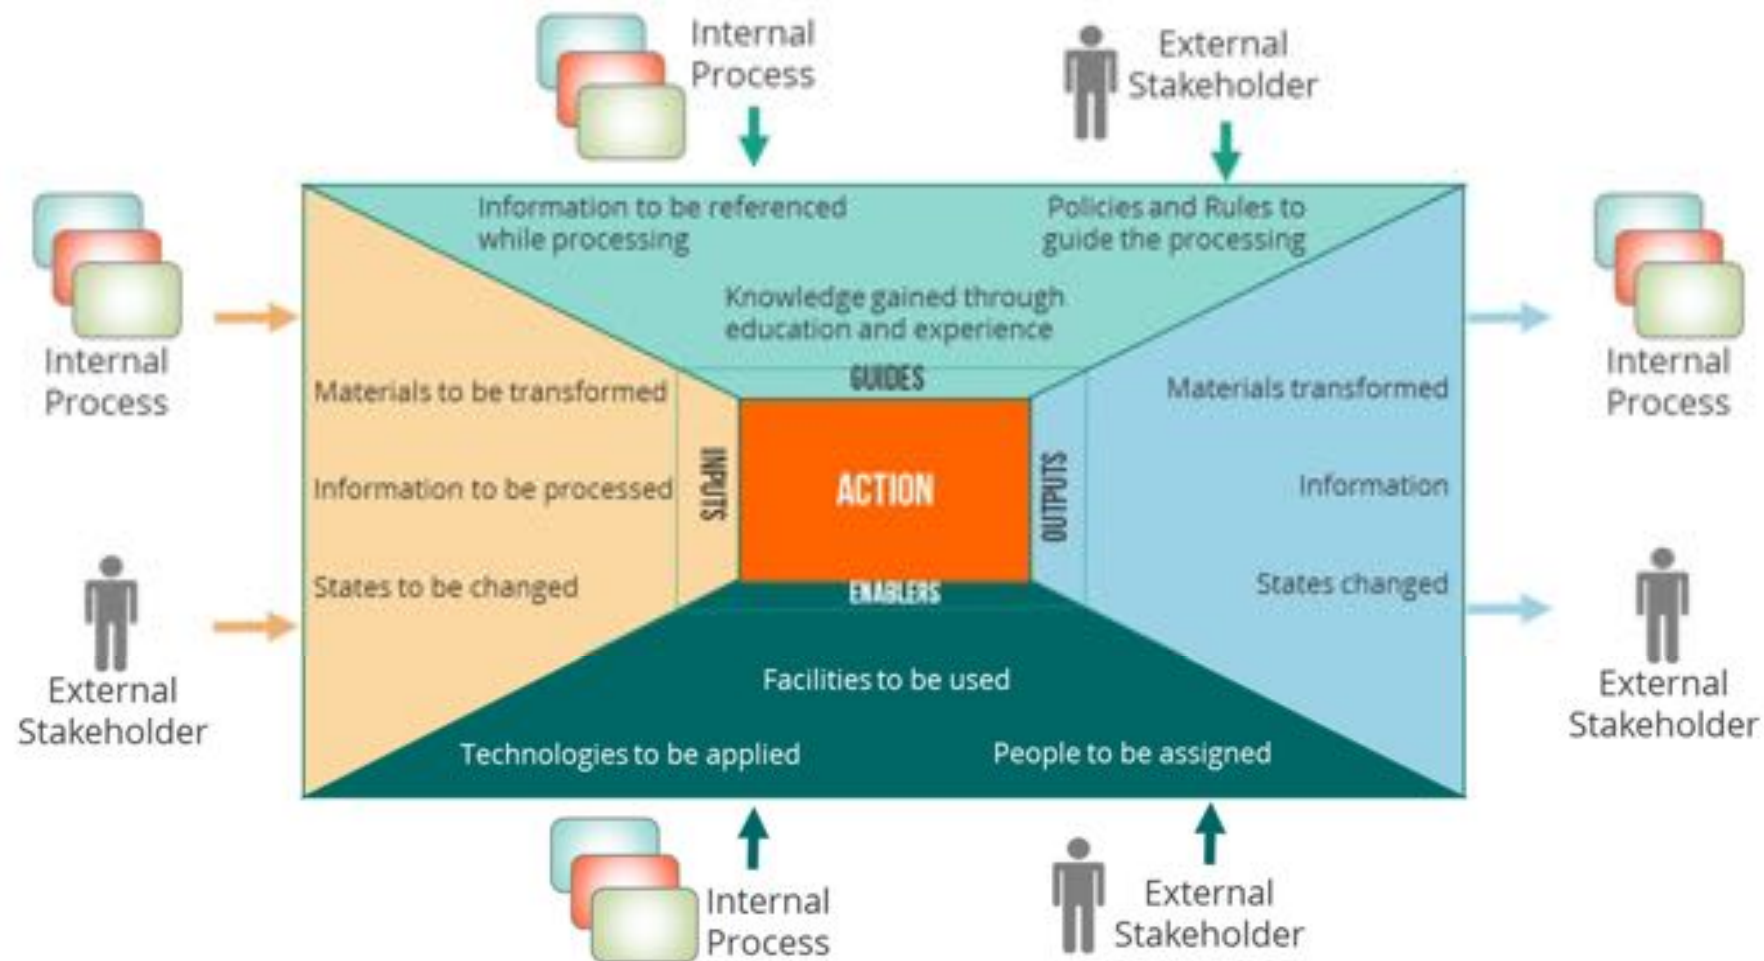 Internal
Process
External
Stakeholder
Information to be referenced
while processing
Policies and Rules to
guide the processing
Knowledge gained through
education and experience
GUIDES
Internal
Process
Materials to be transformed
Information to be processed
States to be changed
INPUTS
ACTION
OUTPUTS
Materials transformed
Information
States changed
Internal
Process
External
Stakeholder
ENABLERS
Facilities to be used
Technologies to be applied
People to be assigned
External
Stakeholder
Internal
Process
External
Stakeholder